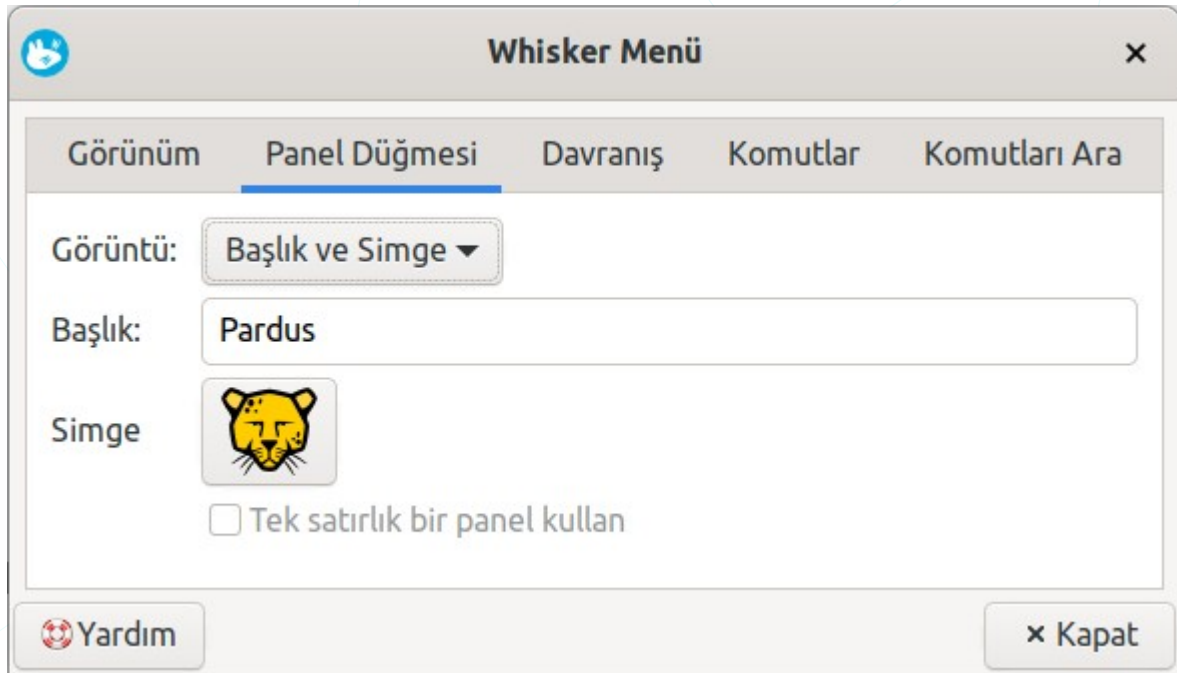 Whisker Menü
Görünüm Panel Düğmesi Davranış Komutlar Komutları Ara
Görüntü: Başlık ve Simge
Başlık: Pardus
Simge
Tek satırlık bir panel kullan
Yardım × Kapat